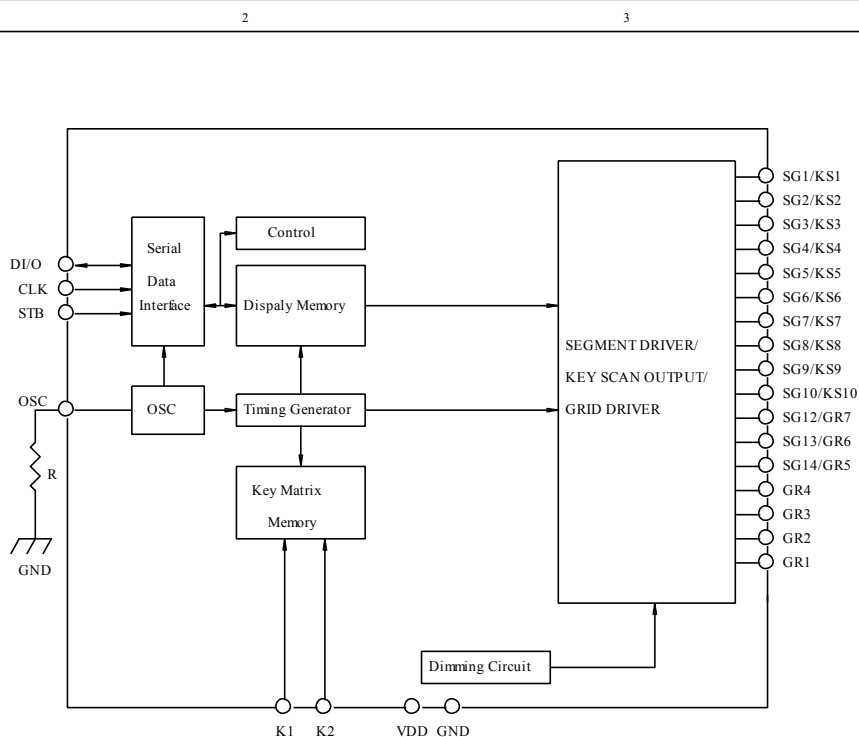 2 3
Control
Serial
Data
Interface
Dispaly Memory
DI/O
CLK
STB
OSC
OSC
Timing Generator
R
GND
Key Matrix
Memory
SEGMENT DRIVER/
KEY SCAN OUTPUT/
GRID DRIVER
SG1/KS1
SG2/KS2
SG3/KS3
SG4/KS4
SG5/KS5
SG6/KS6
SG7/KS7
SG8/KS8
SG9/KS9
SG10/KS10
SG12/GR7
SG13/GR6
SG14/GR5
GR4
GR3
GR2
GR1
Dimming Circuit
K1 K2 VDD GND